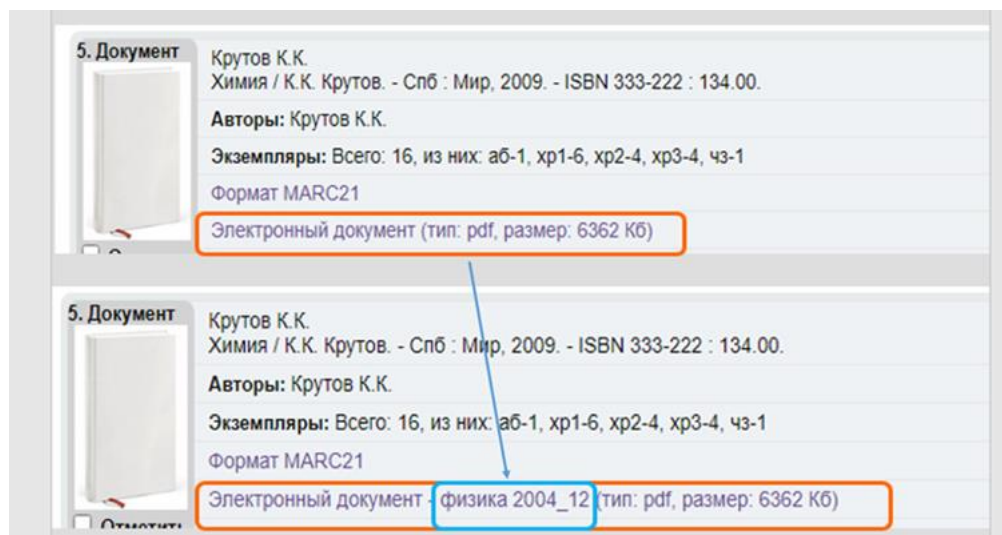 5. Документ
Крутов К.К.
Химия / К.К. Крутов. - Спб : Мир, 2009. - ISBN 333-222 : 134.00.
Авторы: Крутов К.К.
Экземпляры: Всего: 16, из них: аб-1, хр1-6, хр2-4, хр3-4, чз-1
Формат MARC21
Электронный документ (тип: pdf, размер: 6362 Кб)
5. Документ
Крутов К.К.
Химия / К.К. Крутов. - Спб : Мир, 2009. - ISBN 333-222 : 134.00.
Авторы: Крутов К.К.
Экземпляры: Всего: 16, из них: аб-1, хр1-6, хр2-4, хр3-4, чз-1
Формат MARC21
Электронный документ - физика 2004_12 (тип: pdf, размер: 6362 Кб)
Отметить